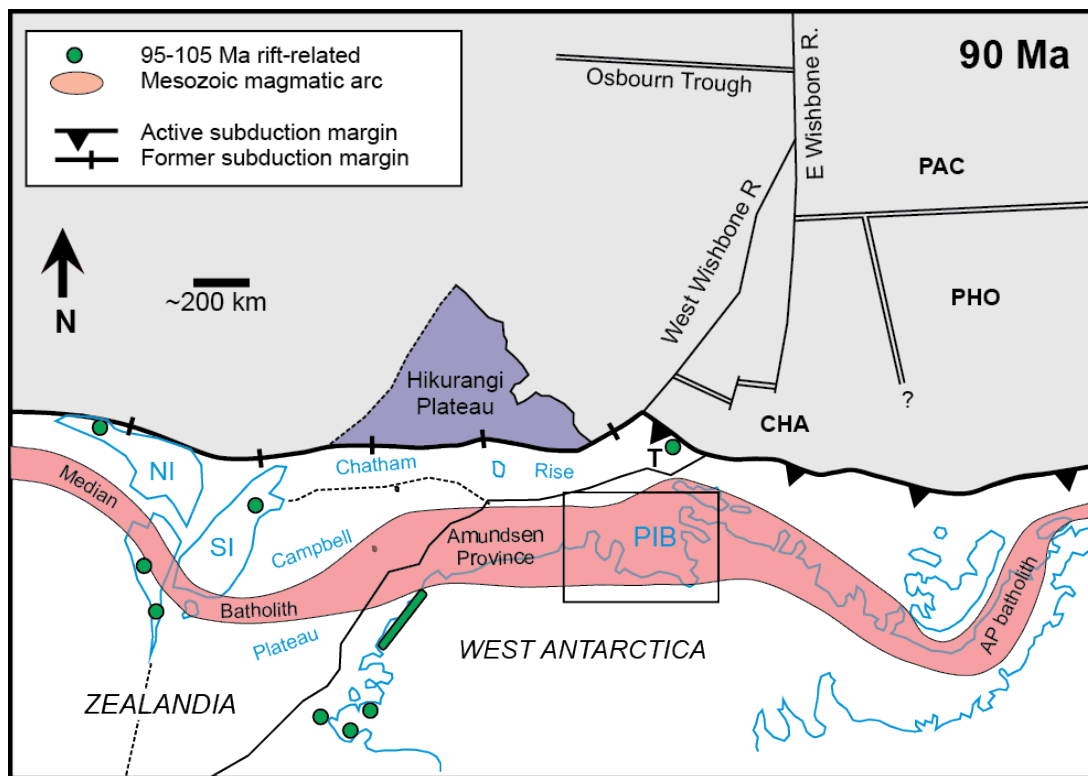 95-105 Ma rift-related
Mesozoic magmatic arc
Active subduction margin
Former subduction margin
90 Ma
Osbourn Trough
E Wishbone R.
PAC
West Wishbone R
PHO
N
~200 km
Hikurangi
Plateau
?
CHA
NI
Chatham
Rise
T
Median
SI
Campbell
Amundsen
Province
PIB
Batholith
Plateau
AP batholith
WEST ANTARCTICA
ZEALANDIA